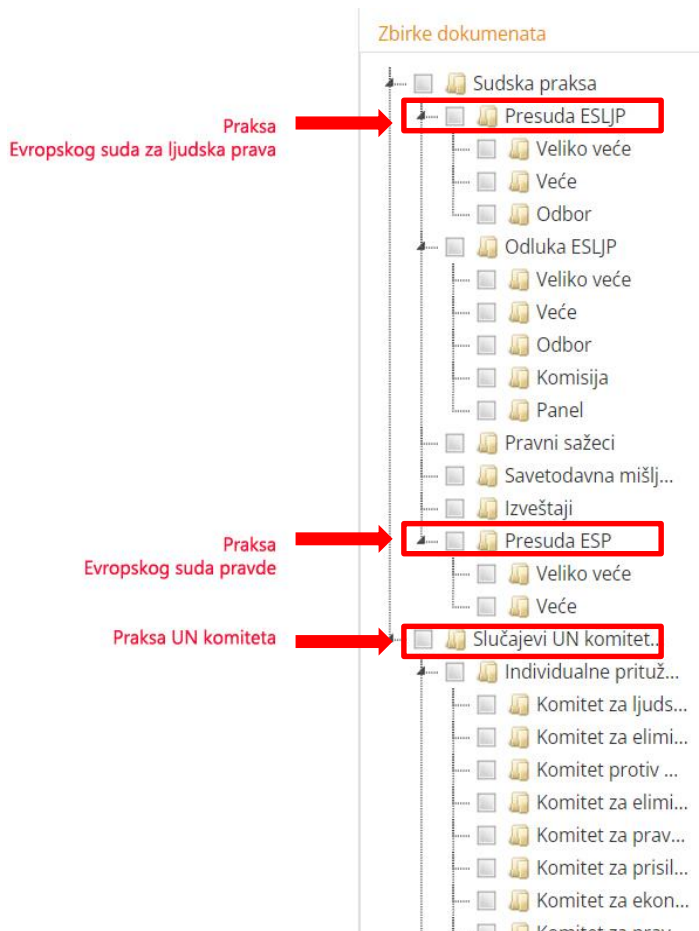 Zbirke dokumenata
Sudska praksa
Praksa
Evropskog suda za ljudska prava
Presuda ESLJP
Veliko veće
Veće
Odbor
Odluka ESLJP
Veliko veće
Veće
Odbor
Komisija
Panel
Pravni sažeci
Savetodavna mišlj...
Izveštaji
Praksa
Evropskog suda pravde
Presuda ESP
Veliko veće
Veće
Praksa UN komiteta
Slučajevi UN komitet...
Individualne prituž...
Komitet za ljuds...
Komitet za elimi...
Komitet protiv ...
Komitet za elimi...
Komitet za prav...
Komitet za prisil...
Komitet za ekon...
Komitet za prav...